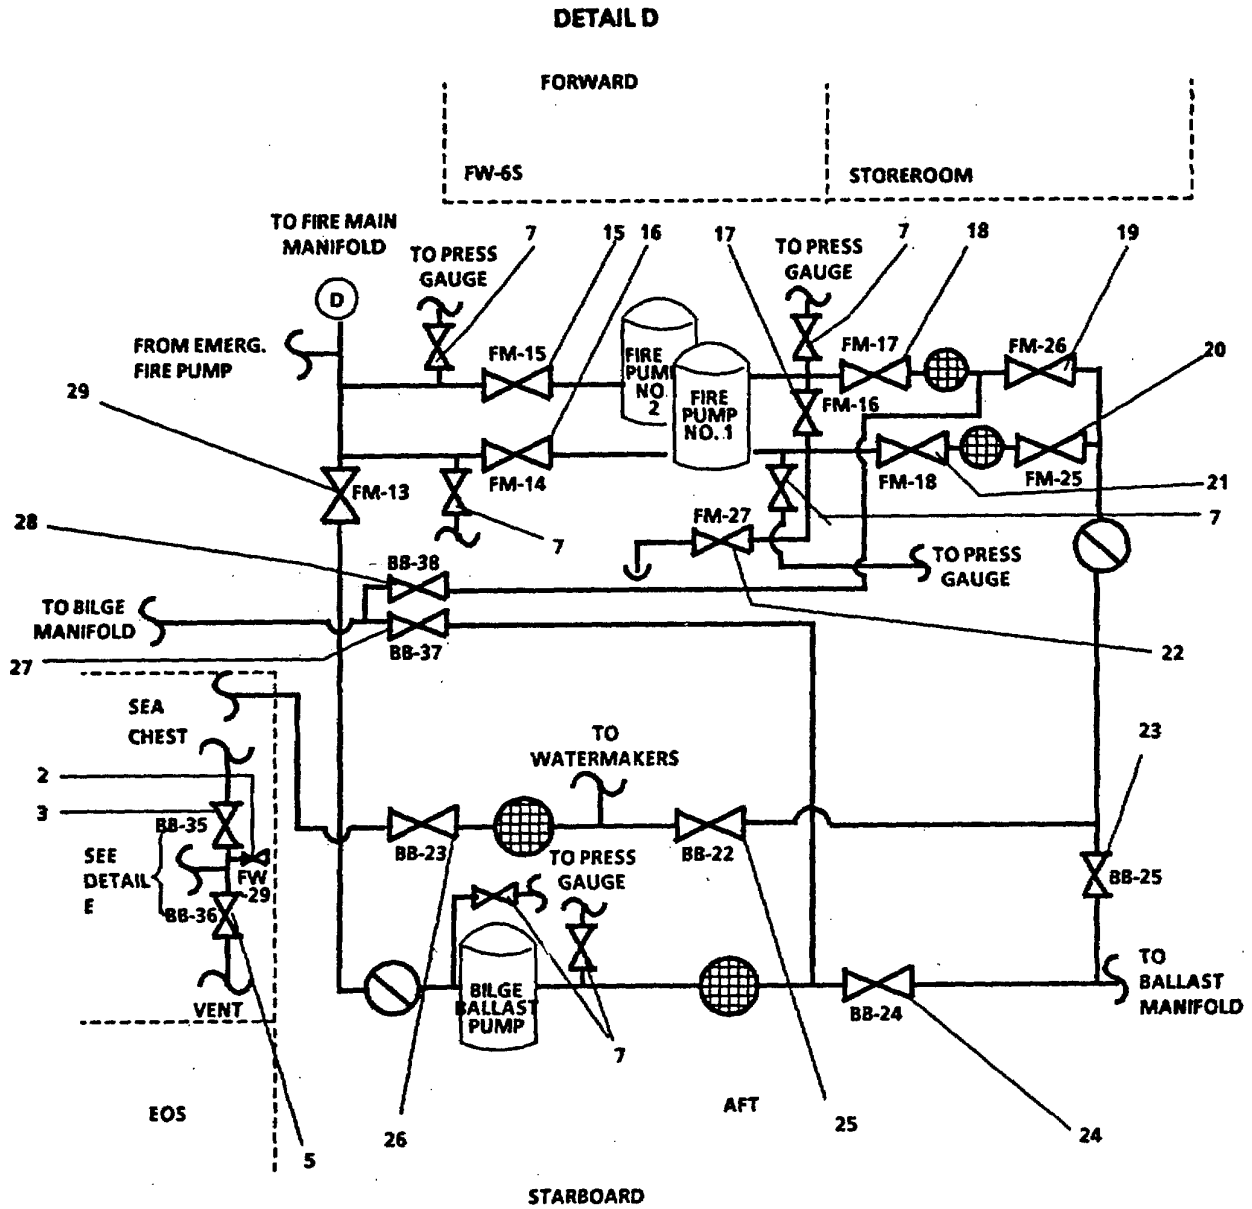 DETAIL D
FORWARD
FW-6S
STOREROOM
TO FIRE MAIN
MANIFOLD
D
TO PRESS
GAUGE
7
15
16
17
TO PRESS
GAUGE
7
18
19
FROM EMERG.
FIRE PUMP
FM-15
FIRE
PUMP
NO.
2
FIRE
PUMP
NO. 1
FM-17
FM-26
20
29
FM-16
FM-13
FM-14
FM-18
FM-25
21
28
7
FM-27
7
BB-38
TO PRESS
GAUGE
TO BILGE
MANIFOLD
BB-37
22
27
SEA
CHEST
TO
WATERMAKERS
23
2
3
BB-35
BB-23
BB-22
SEE
DETAIL
E
FW
-29
TO PRESS
GAUGE
BB-25
BB-36
VENT
BILGE
BALLAST
PUMP
BB-24
TO
BALLAST
MANIFOLD
7
EOS
AFT
26
25
24
5
STARBOARD